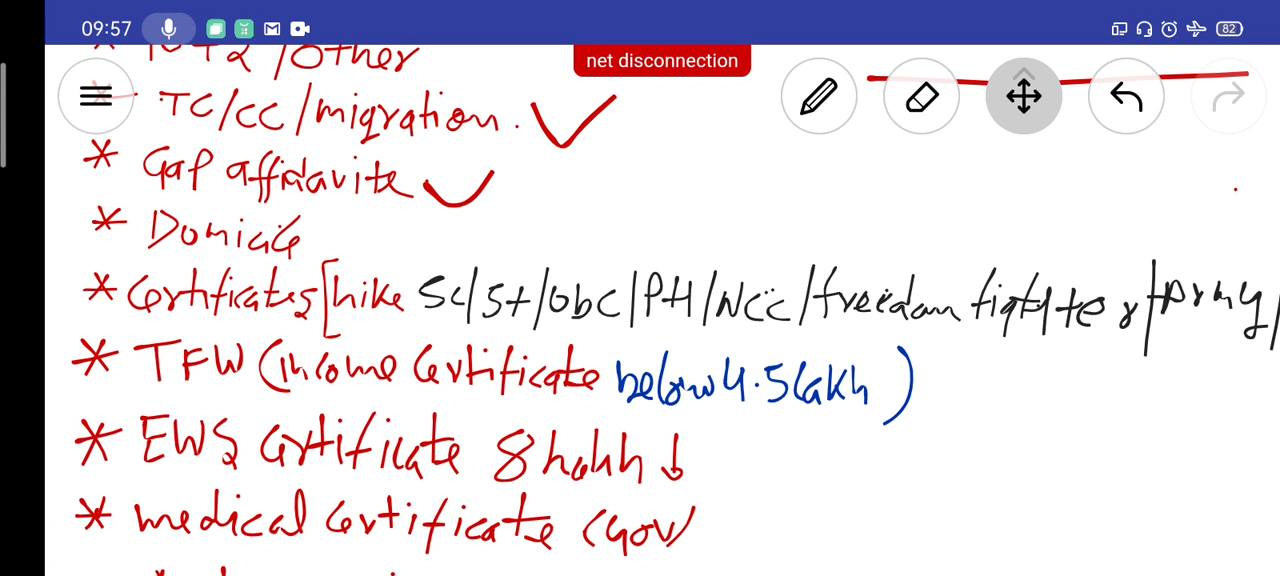 09:57 82
net disconnection
* 10+2 /Other
* TC/CC/migration.
* Gap affidavite
* Domicile
* Certificates [like SC/St/obc/PH/NCC/freedom fighter/Army/
* TFW (Income Certificate below 4.5 lakh)
* EWS Certificate 8 lakh ↓
* medical Certificate (gov)